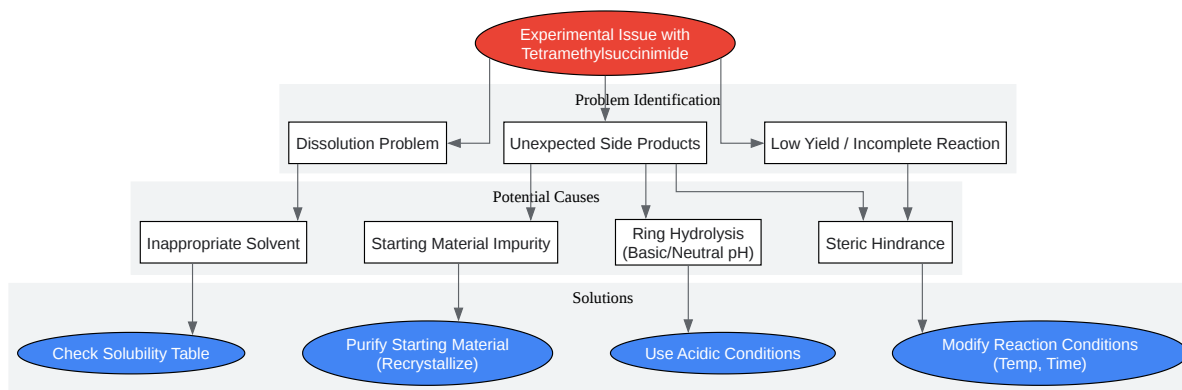 Experimental Issue with
Tetramethylsuccinimide
Problem Identification
Dissolution Problem
Unexpected Side Products
Low Yield / Incomplete Reaction
Potential Causes
Inappropriate Solvent
Starting Material Impurity
Ring Hydrolysis
(Basic/Neutral pH)
Steric Hindrance
Solutions
Check Solubility Table
Purify Starting Material
(Recrystallize)
Use Acidic Conditions
Modify Reaction Conditions
(Temp, Time)